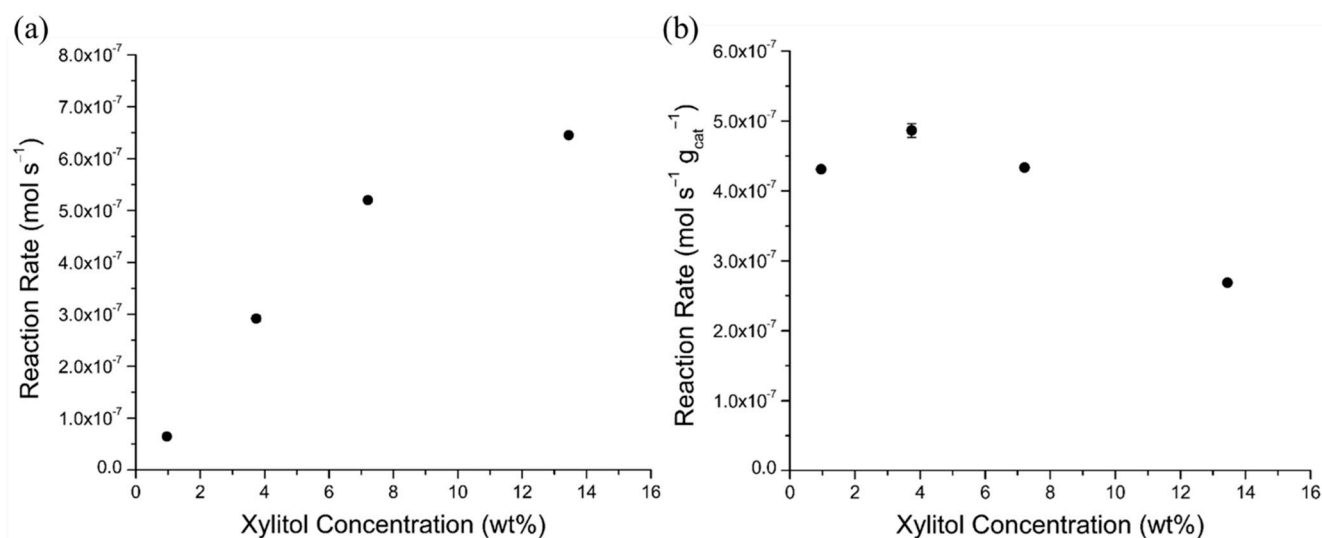 (a)
8.0x10⁻⁷
7.0x10⁻⁷
6.0x10⁻⁷
5.0x10⁻⁷
4.0x10⁻⁷
3.0x10⁻⁷
2.0x10⁻⁷
1.0x10⁻⁷
0.0
Reaction Rate (mol s⁻¹)
0 2 4 6 8 10 12 14 16
Xylitol Concentration (wt%)
(b)
6.0x10⁻⁷
5.0x10⁻⁷
4.0x10⁻⁷
3.0x10⁻⁷
2.0x10⁻⁷
1.0x10⁻⁷
0.0
Reaction Rate (mol s⁻¹ g_cat⁻¹)
0 2 4 6 8 10 12 14 16
Xylitol Concentration (wt%)